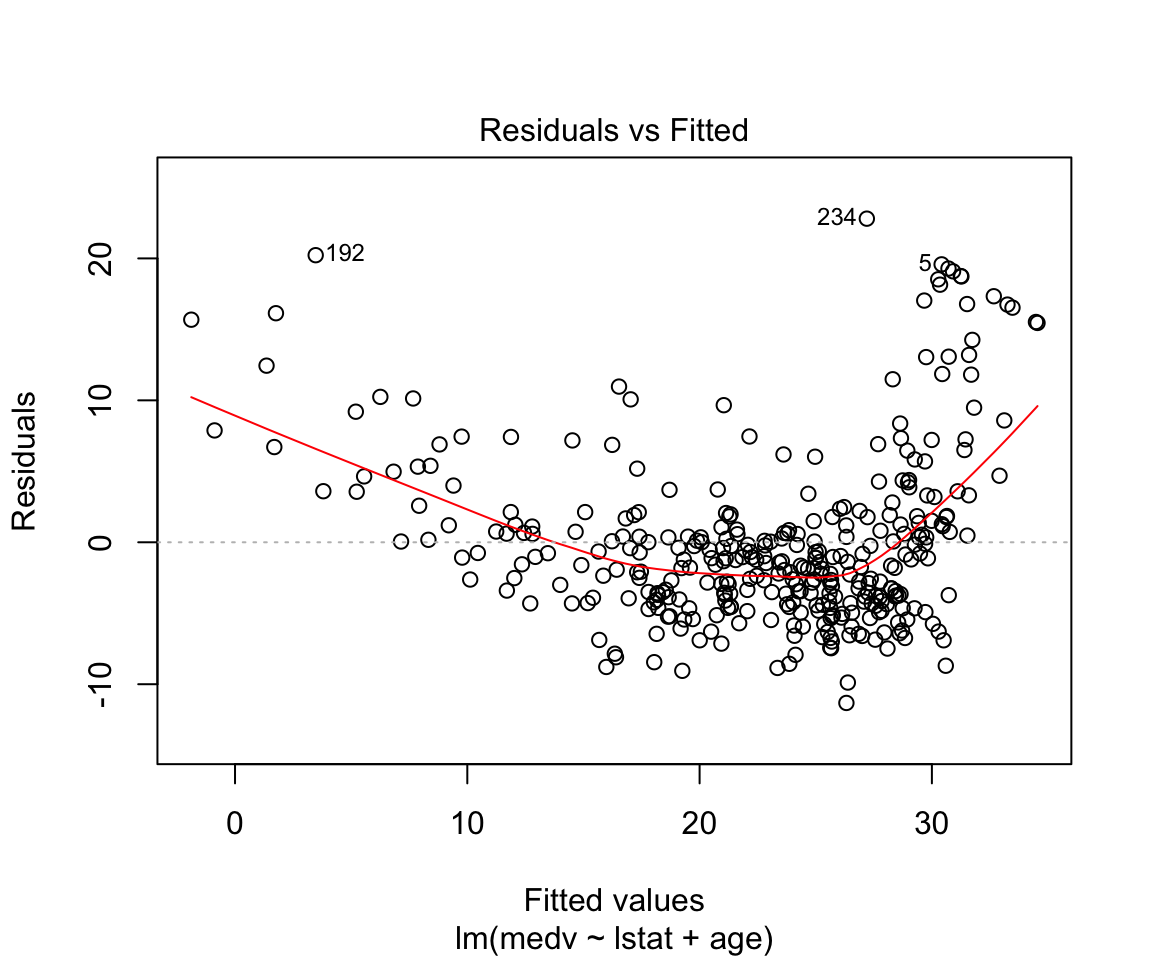 Residuals vs Fitted
Residuals
20
10
0
-10
192
234
5
0
10
20
30
Fitted values
lm(medv ~ lstat + age)